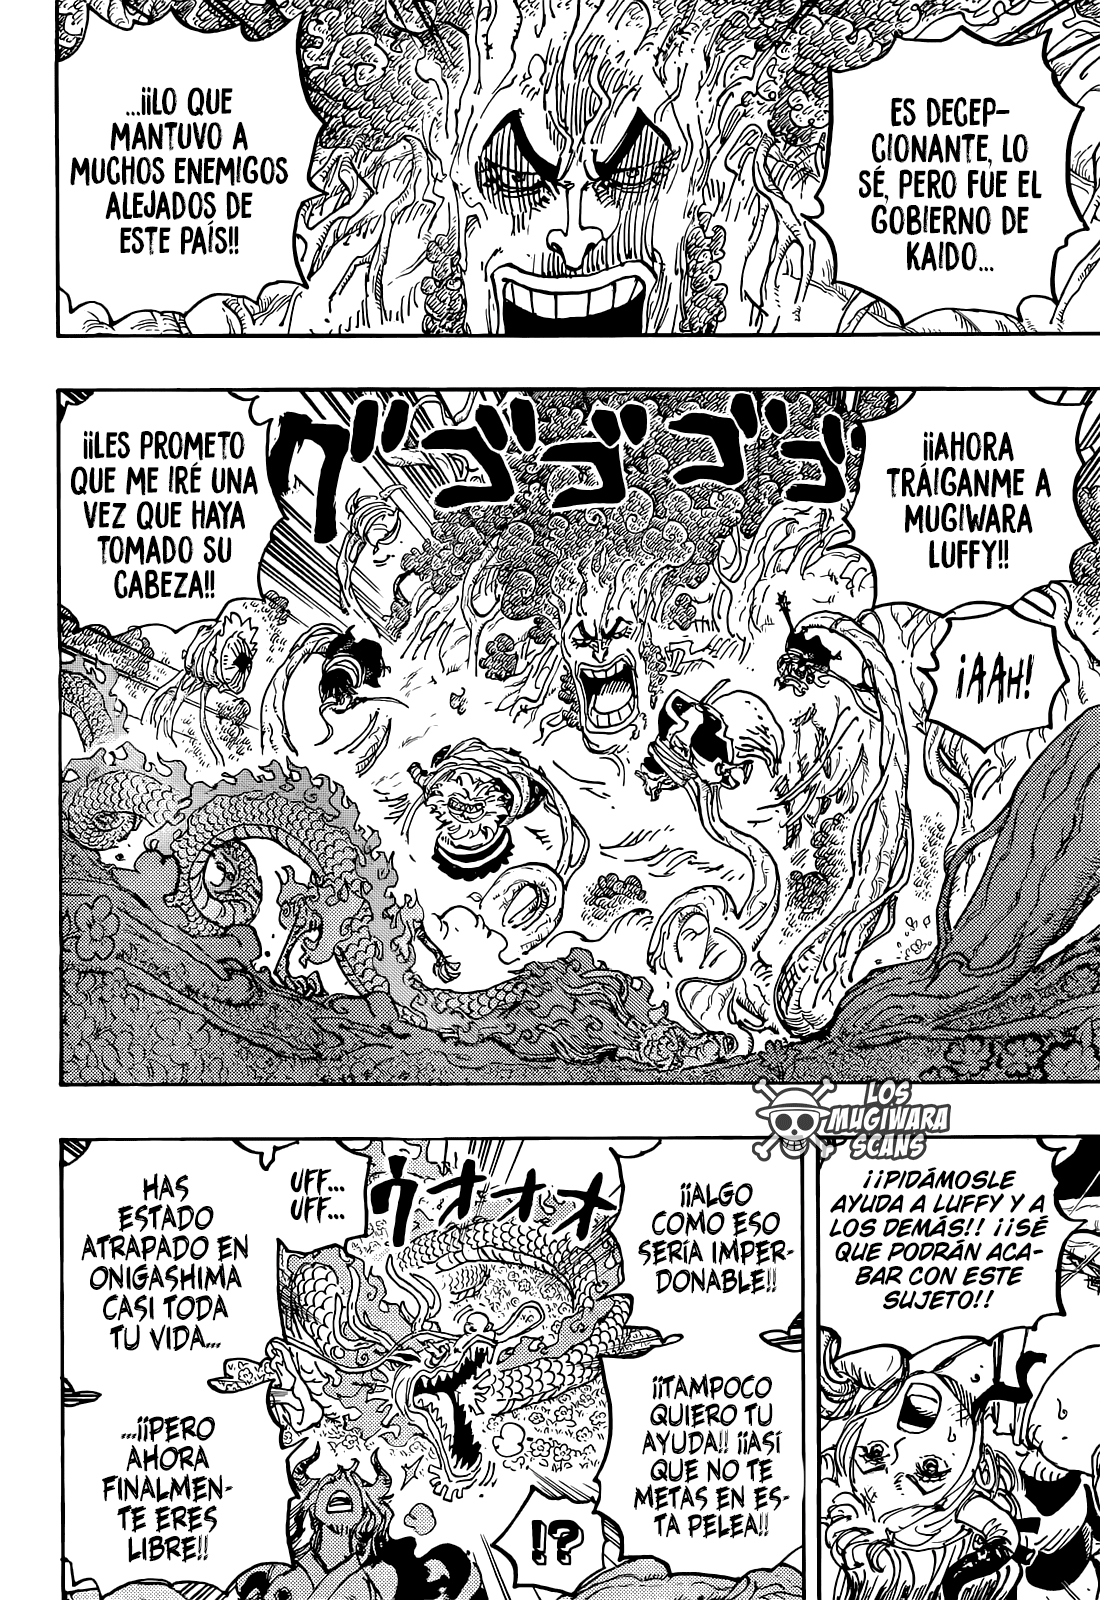 ES DECEP-
CIONANTE, LO
SÉ, PERO FUE EL
GOBIERNO DE
KAIDO...
...¡¡LO QUE
MANTUVO A
MUCHOS ENEMIGOS
ALEJADOS DE
ESTE PAÍS!!
¡¡AHORA
TRÁIGANME A
MUGIWARA
LUFFY!!
¡AAH!
グゴゴゴゴ
¡¡LES PROMETO
QUE ME IRÉ UNA
VEZ QUE HAYA
TOMADO SU
CABEZA!!
LOS
MUGIWARA
SCANS
¡¡PIDÁMOSLE
AYUDA A LUFFY Y A
LOS DEMÁS!! ¡¡SÉ
QUE PODRÁN ACA-
BAR CON ESTE
SUJETO!!
¡¡ALGO
COMO ESO
SERÍA IMPER-
DONABLE!!
¡¡TAMPOCO
QUIERO TU
AYUDA!! ¡¡ASÍ
QUE NO TE
METAS EN ES-
TA PELEA!!
ウオオオオ
!?
UFF...
UFF...
HAS
ESTADO
ATRAPADO EN
ONIGASHIMA
CASI TODA
TU VIDA...
...¡¡PERO
AHORA
FINALMEN-
TE ERES
LIBRE!!